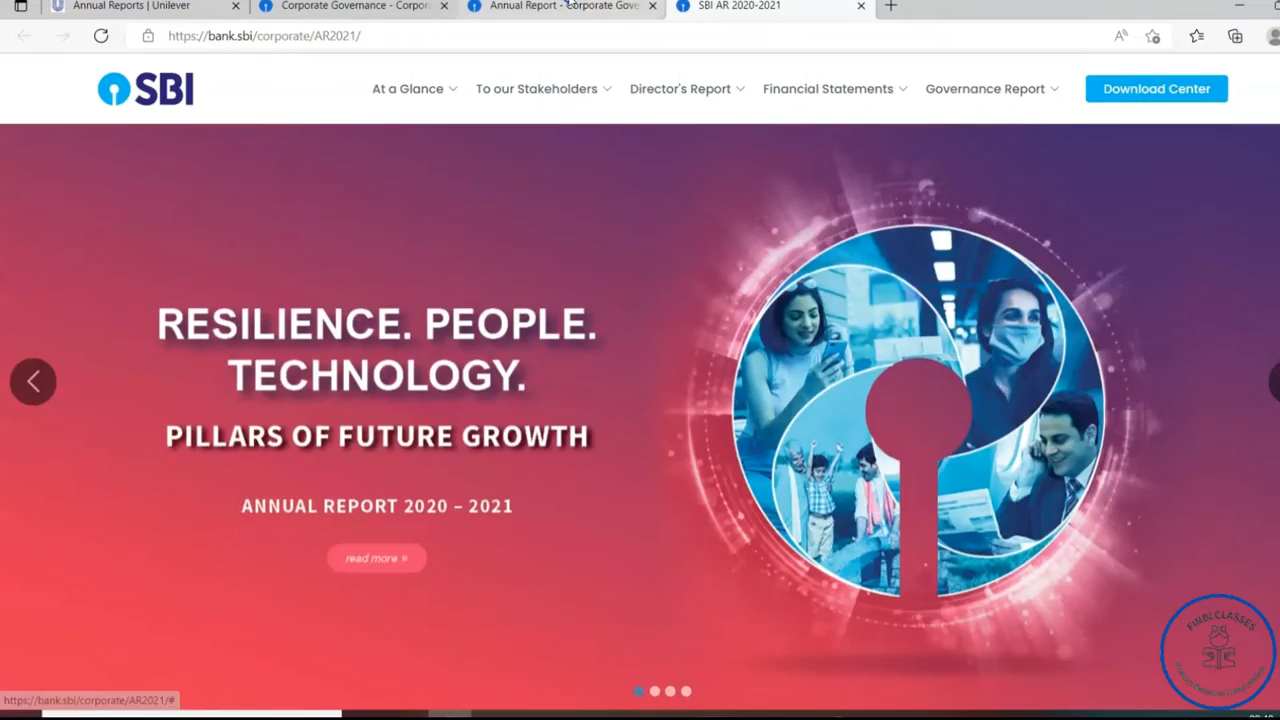 Annual Reports | Unilever
Corporate Governance - Corpor
Annual Report - Corporate Gove
SBI AR 2020-2021
https://bank.sbi/corporate/AR2021/
SBI
At a Glance
To our Stakeholders
Director's Report
Financial Statements
Governance Report
Download Center
RESILIENCE. PEOPLE.
TECHNOLOGY.
PILLARS OF FUTURE GROWTH
ANNUAL REPORT 2020 – 2021
read more »
FINBI.CLASSES
https://bank.sbi/corporate/AR2021/#